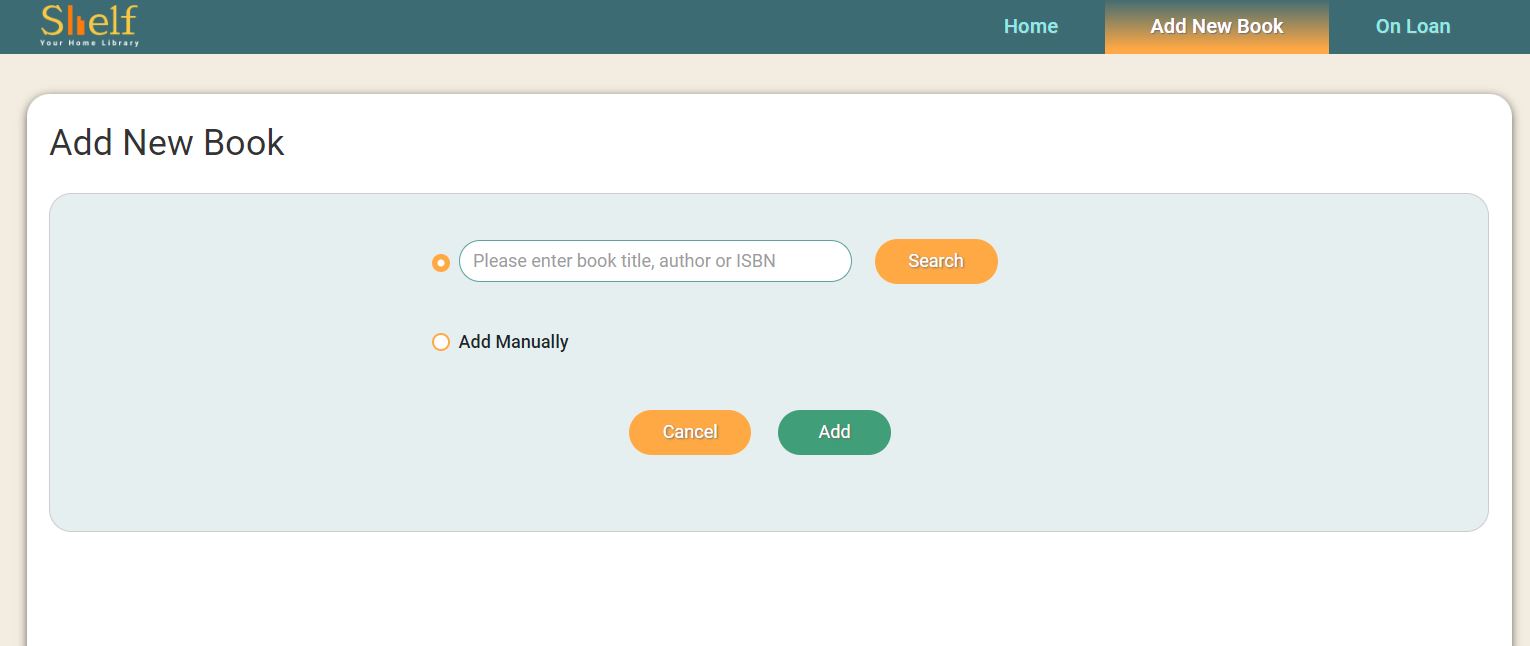 Shelf
Your Home Library
Home
Add New Book
On Loan
Add New Book
Please enter book title, author or ISBN
Search
Add Manually
Cancel
Add